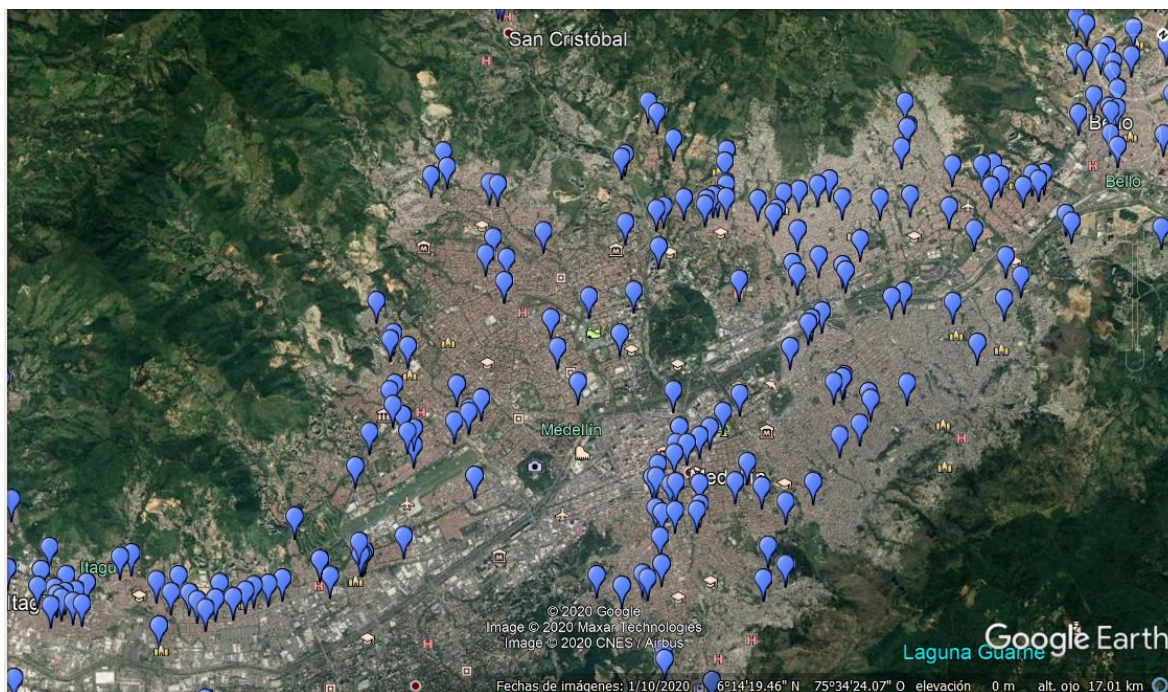 San Cristóbal
Bello
Bello
Medellín
Medellín
Itagüí
© 2020 Google
Image © 2020 Maxar Technologies
Image © 2020 CNES / Airbus
Google Earth
Laguna Guarne
Fechas de imágenes: 1/10/2020 6°14'19.46" N 75°34'24.07" O elevación 0 m alt. ojo 17.01 km